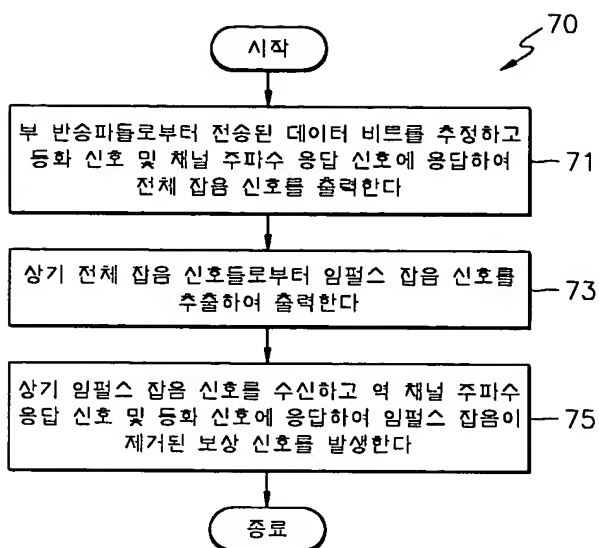 70
시작
부 반송파들로부터 전송된 데이터 비트를 추정하고
등화 신호 및 채널 주파수 응답 신호에 응답하여
전체 잡음 신호를 출력한다
71
상기 전체 잡음 신호들로부터 임펄스 잡음 신호를
추출하여 출력한다
73
상기 임펄스 잡음 신호를 수신하고 역 채널 주파수
응답 신호 및 등화 신호에 응답하여 임펄스 잡음이
제거된 보상 신호를 발생한다
75
종료